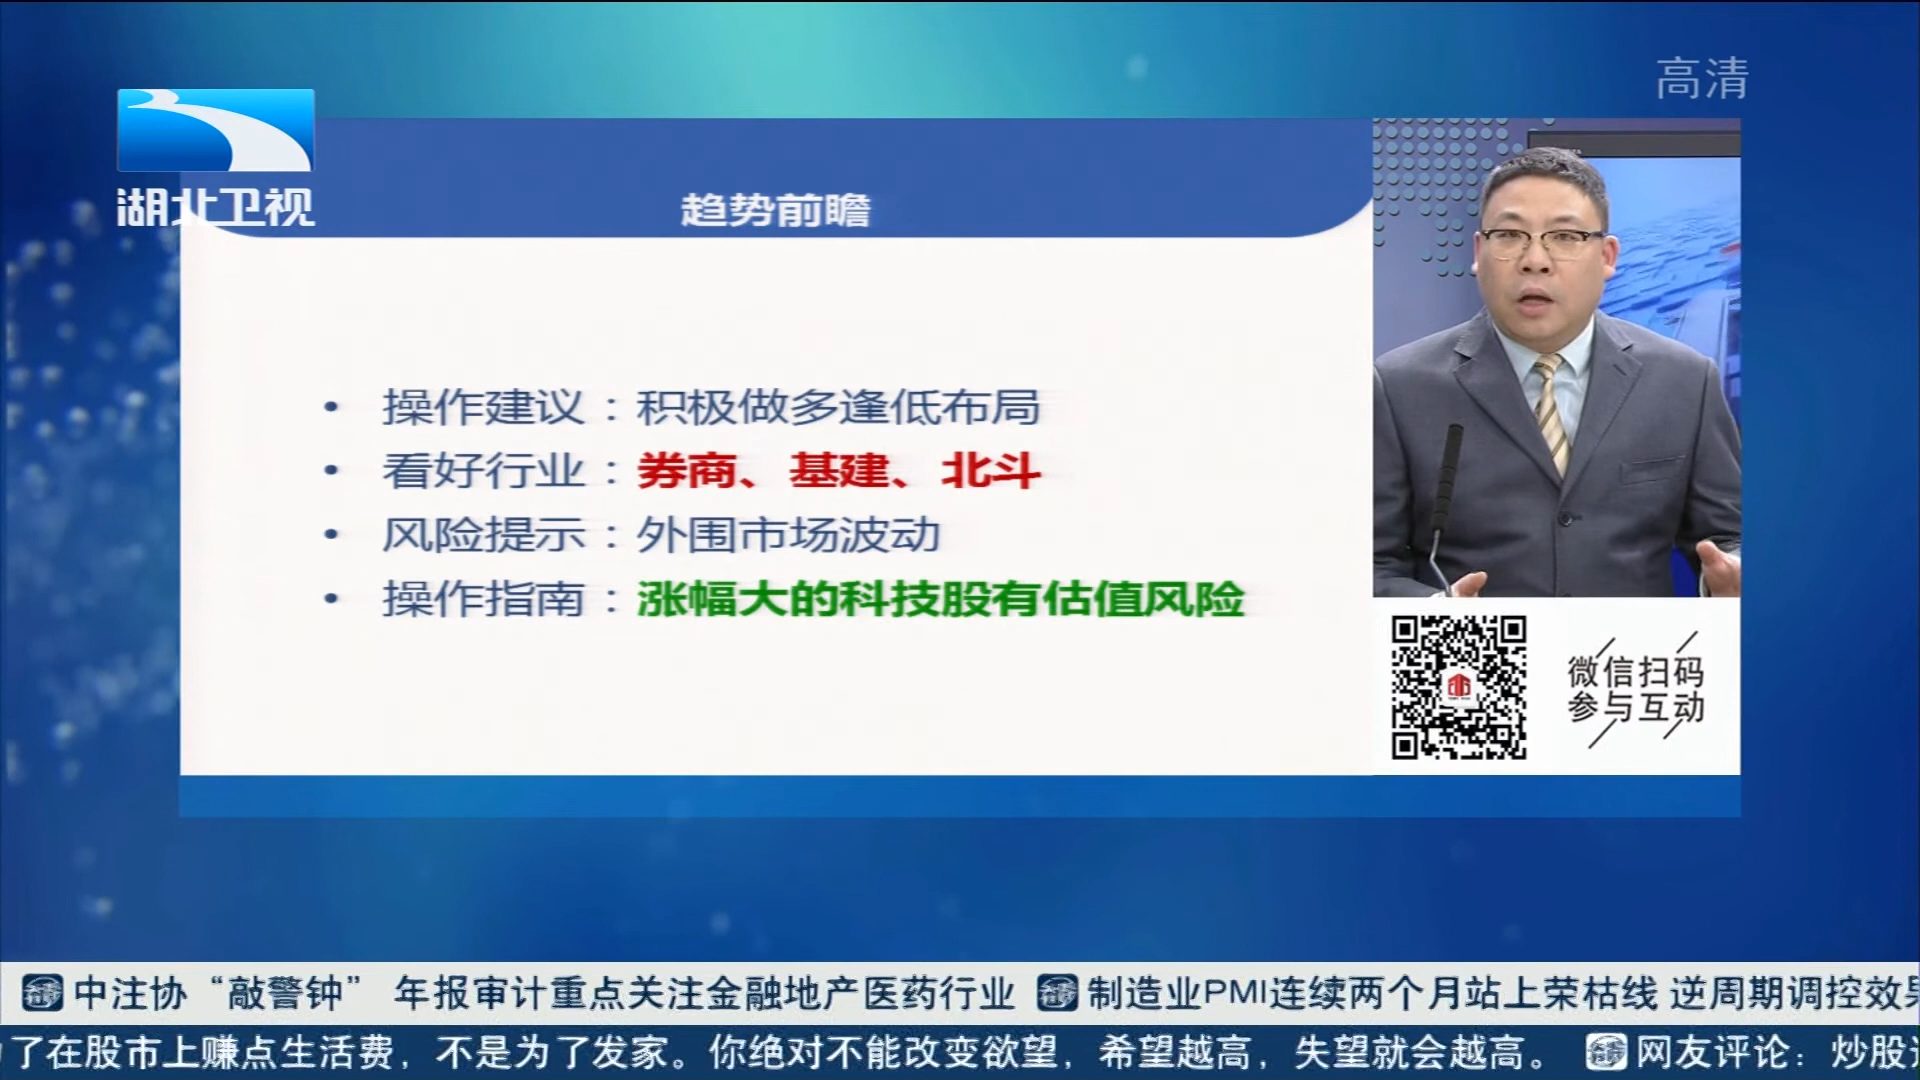 高清
湖北卫视
趋势前瞻
• 操作建议：积极做多逢低布局
• 看好行业：券商、基建、北斗
• 风险提示：外围市场波动
• 操作指南：涨幅大的科技股有估值风险
微信扫码
参与互动
中注协“敲警钟” 年报审计重点关注金融地产医药行业 制造业PMI连续两个月站上荣枯线 逆周期调控效果
了在股市上赚点生活费，不是为了发家。你绝对不能改变欲望，希望越高，失望就会越高。 网友评论：炒股